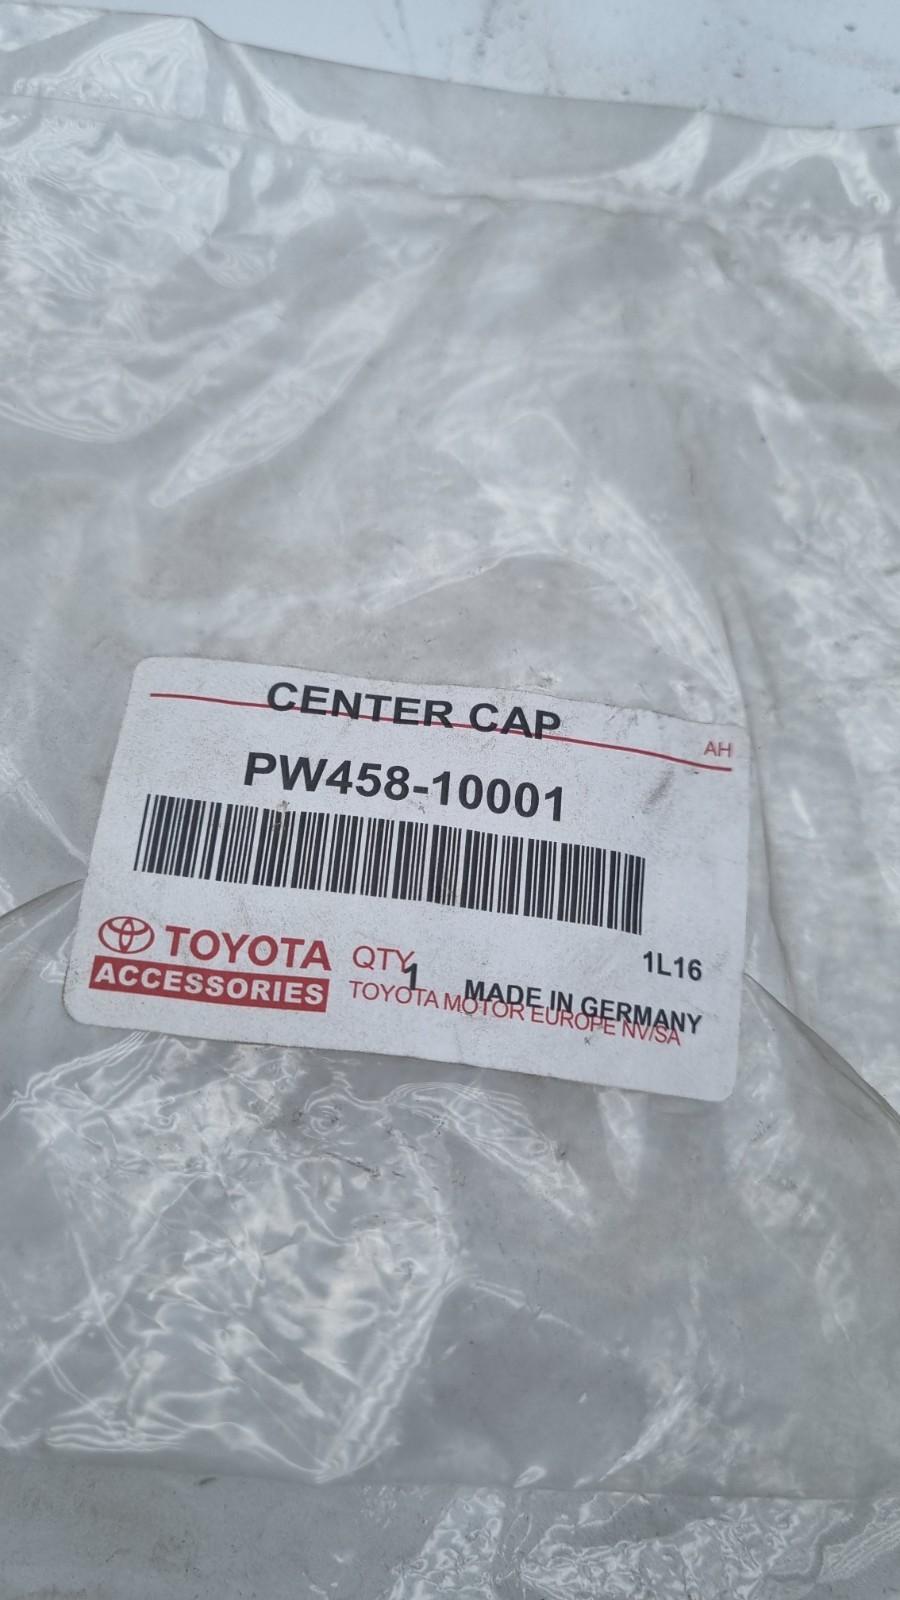 CENTER CAP
AH
PW458-10001
TOYOTA
ACCESSORIES
QTY
1
1L16
MADE IN GERMANY
TOYOTA MOTOR EUROPE NV/SA